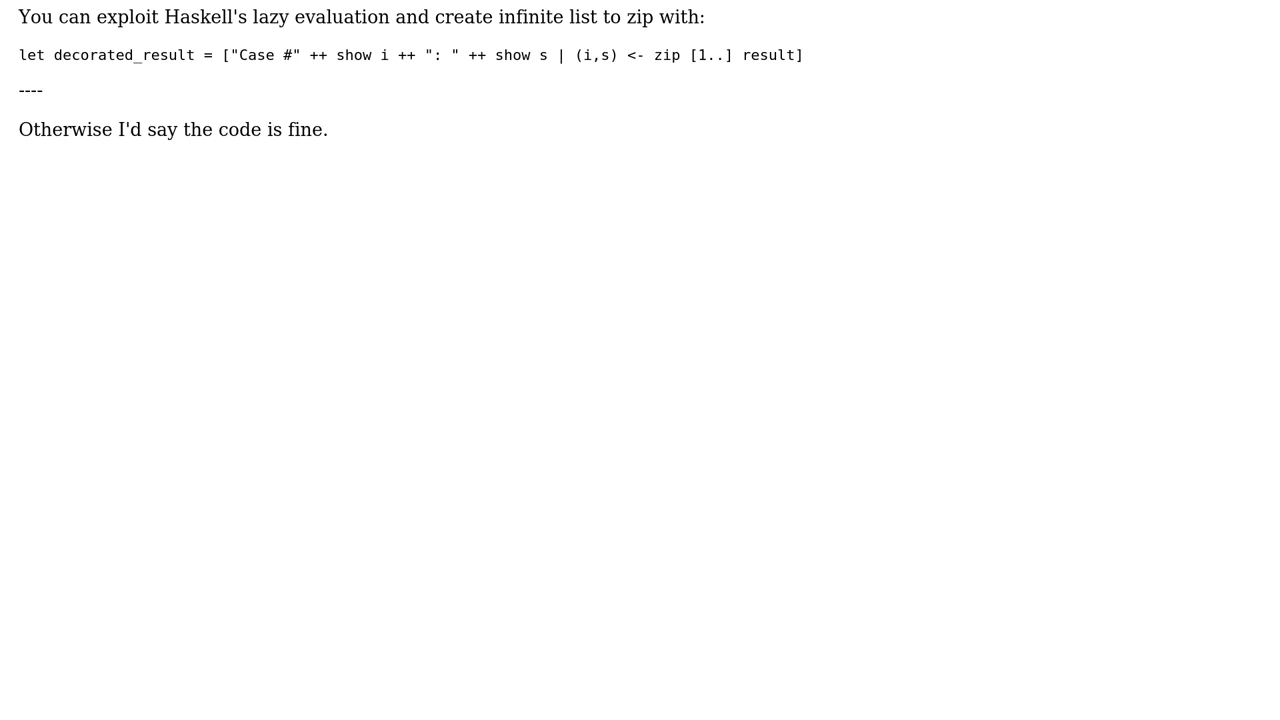 You can exploit Haskell's lazy evaluation and create infinite list to zip with:
let decorated_result = ["Case #" ++ show i ++ ": " ++ show s | (i,s) <- zip [1..] result]
----
Otherwise I'd say the code is fine.